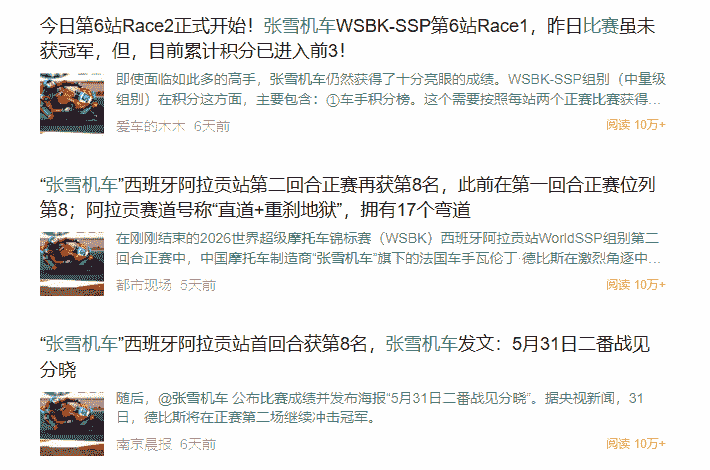 今日第6站Race2正式开始！张雪机车WSBK-SSP第6站Race1，昨日比赛虽未
获冠军，但，目前累计积分已进入前3！
即使面临如此多的高手，张雪机车仍然获得了十分亮眼的成绩。WSBK-SSP组别（中量级
组别）在积分这方面，主要包含：①车手积分榜。这个需要按照每站两个正赛比赛获得...
爱车的木木 6天前
阅读 10万+
“张雪机车”西班牙阿拉贡站第二回合正赛再获第8名，此前在第一回合正赛位列
第8；阿拉贡赛道号称“直道+重刹地狱”，拥有17个弯道
在刚刚结束的2026世界超级摩托车锦标赛（WSBK）西班牙阿拉贡站WorldSSP组别第二
回合正赛中，中国摩托车制造商“张雪机车”旗下的法国车手瓦伦丁·德比斯在激烈角逐中...
都市现场 5天前
阅读 10万+
“张雪机车”西班牙阿拉贡站首回合获第8名，张雪机车发文：5月31日二番战见
分晓
随后，@张雪机车 公布比赛成绩并发布海报“5月31日二番战见分晓”。据央视新闻，31
日，德比斯将在正赛第二场继续冲击冠军。
南京晨报 6天前
阅读 10万+